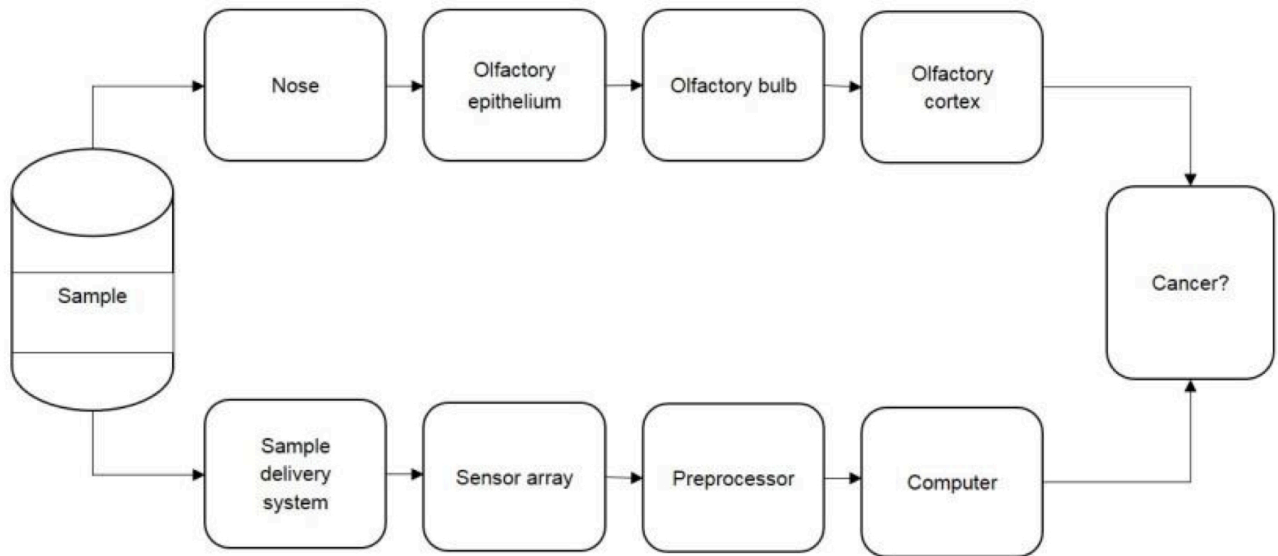 Nose
Olfactory
epithelium
Olfactory bulb
Olfactory
cortex
Sample
Cancer?
Sample
delivery
system
Sensor array
Preprocessor
Computer